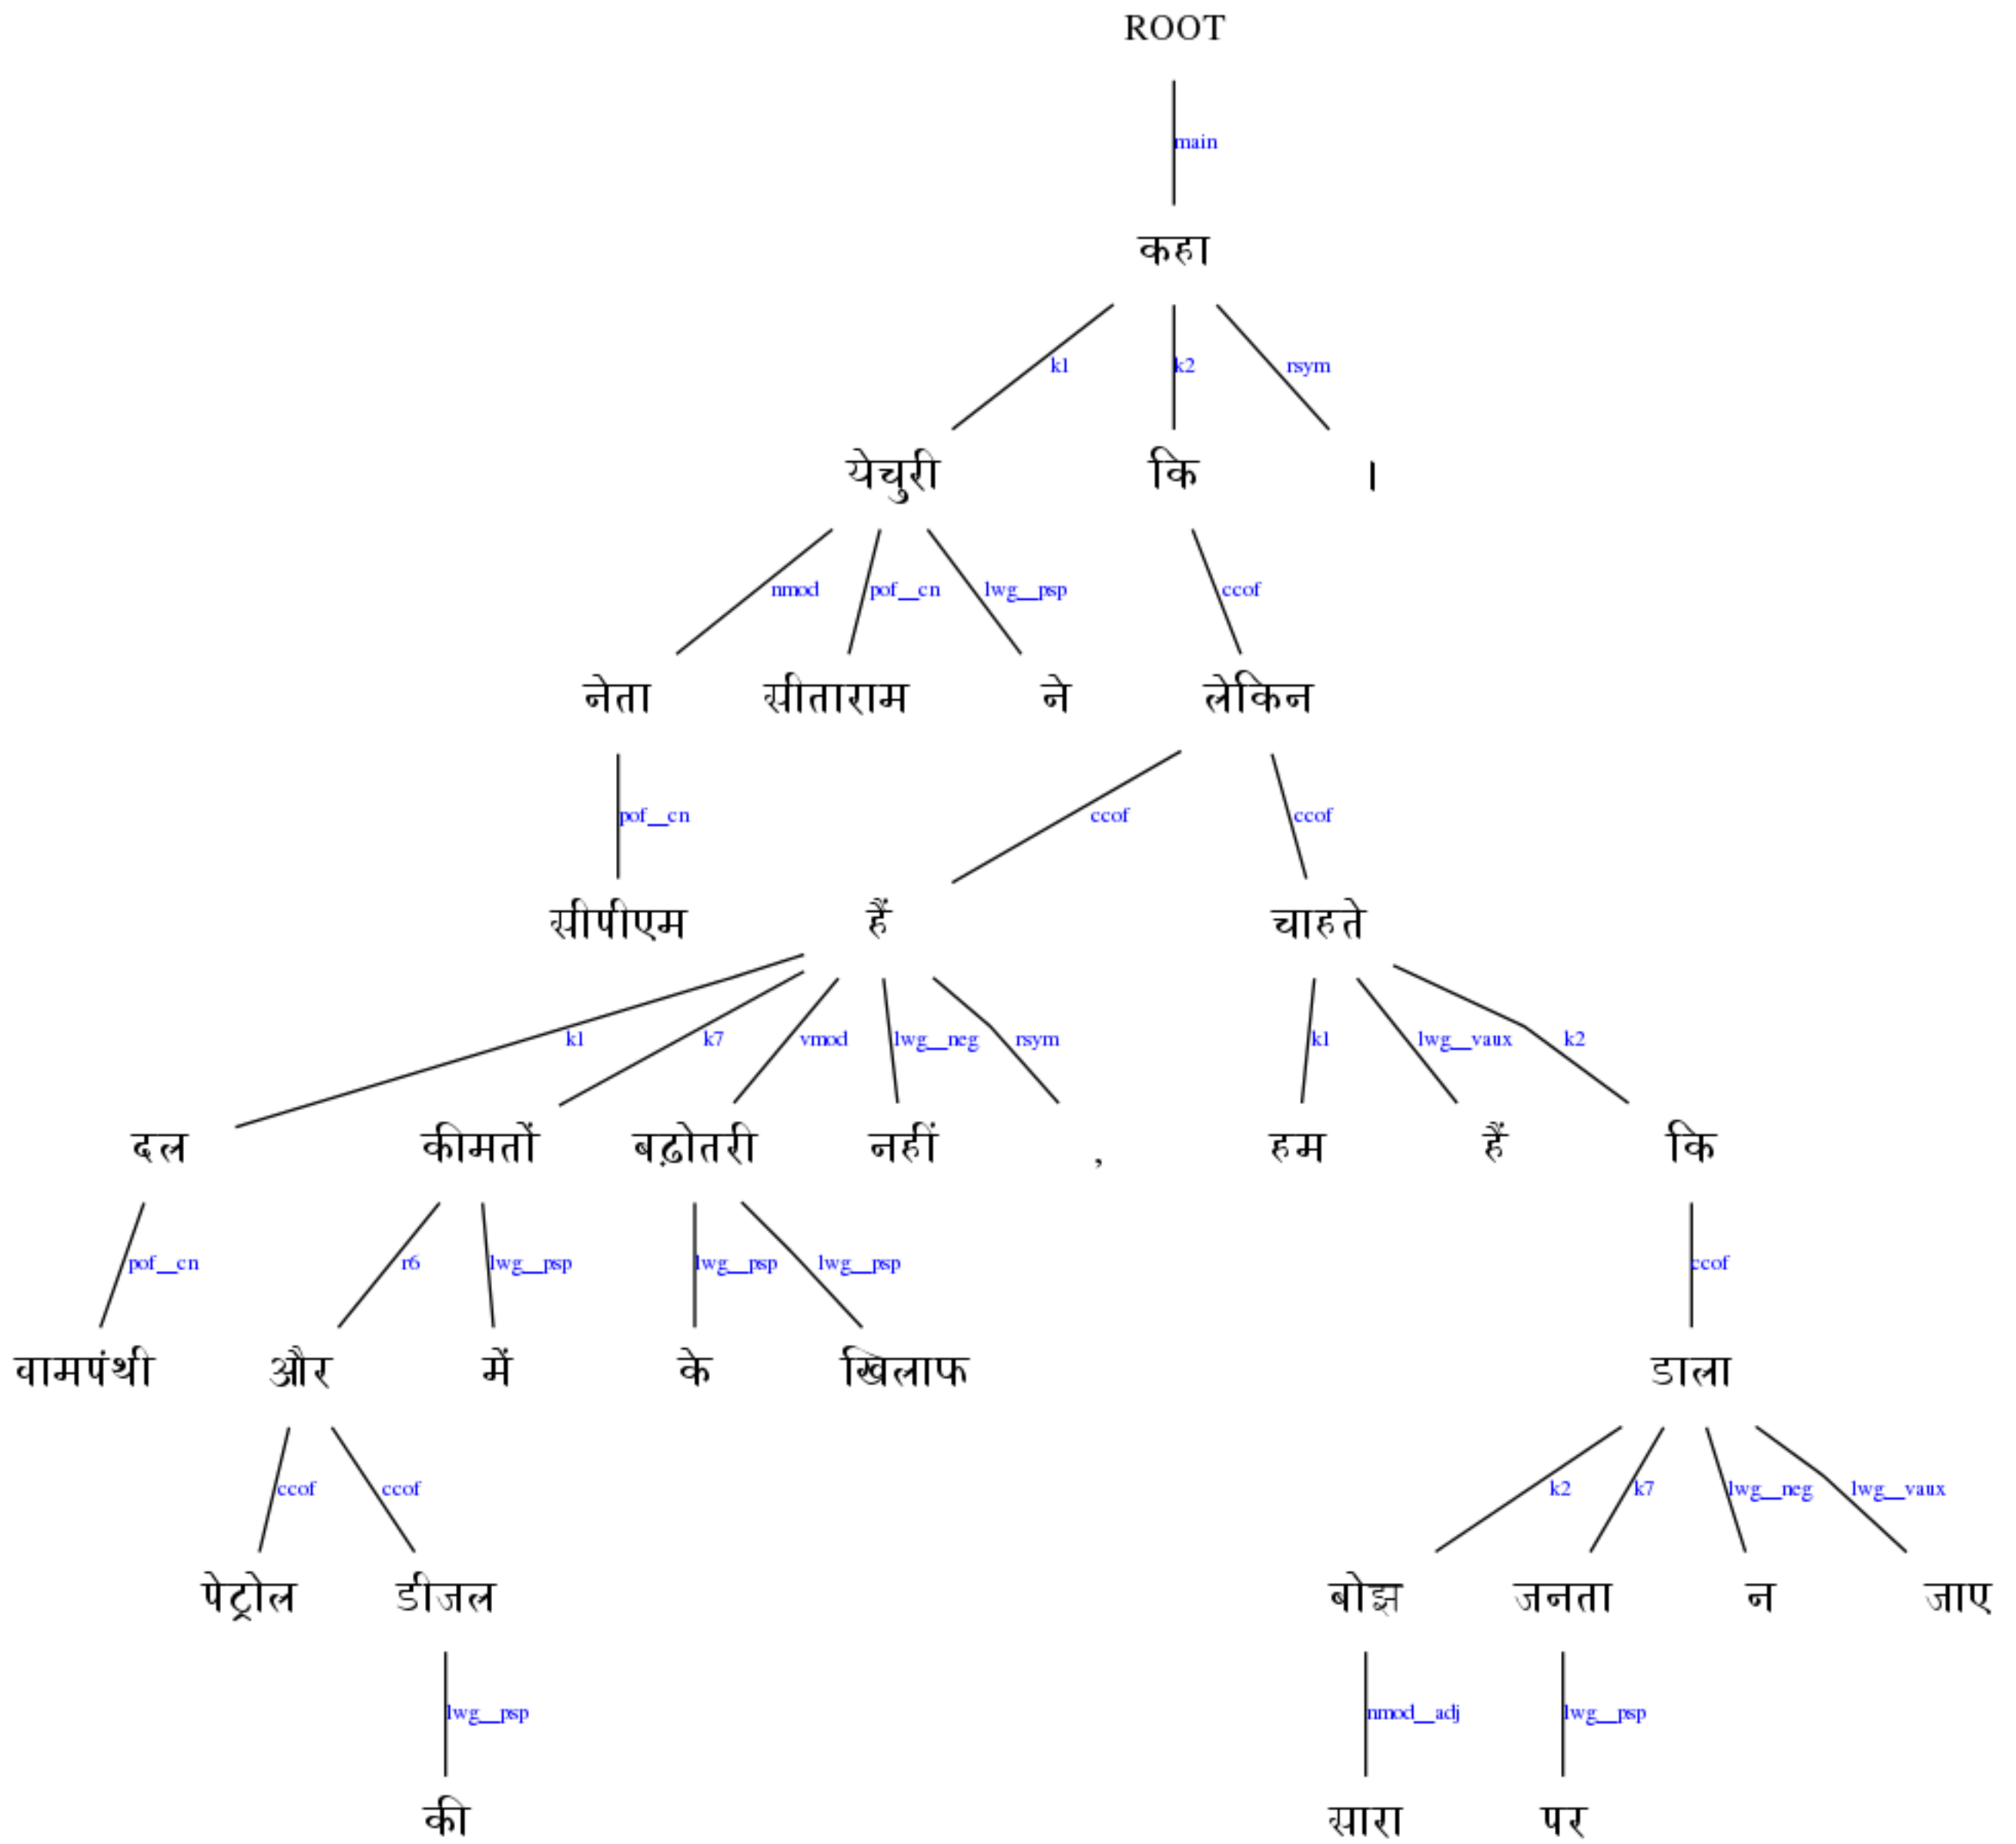 ROOT
main
कहा
k1 k2 rsym
येचुरी कि ।
nmod pof__cn lwg__psp ccof
नेता सीताराम ने लेकिन
pof__cn ccof ccof
सीपीएम हैं चाहते
k1 k7 vmod lwg__neg rsym k1 lwg__vaux k2
दल कीमतों बढ़ोतरी नहीं , हम हैं कि
pof__cn r6 lwg__psp lwg__psp lwg__psp ccof
वामपंथी और में के खिलाफ डाला
ccof ccof k2 k7 lwg__neg lwg__vaux
पेट्रोल डीजल बोझ जनता न जाए
lwg__psp nmod__adj lwg__psp
की सारा पर